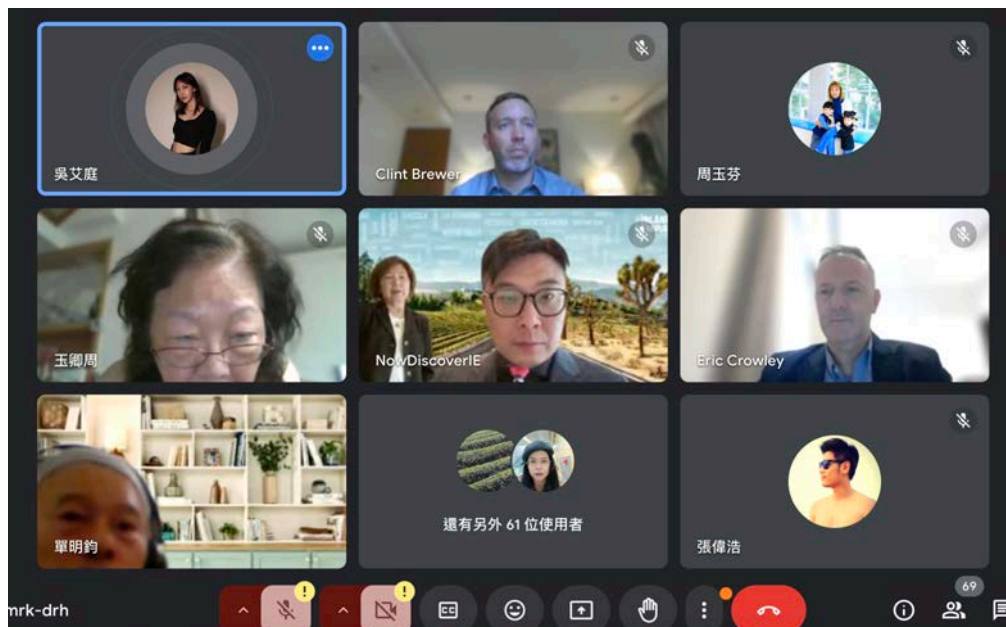 吳艾庭
Clint Brewer
周玉芬
玉卿周
NowDiscoverIE
Eric Crowley
單明鈞
還有另外 61 位使用者
張偉浩
mrk-drh
CC
69